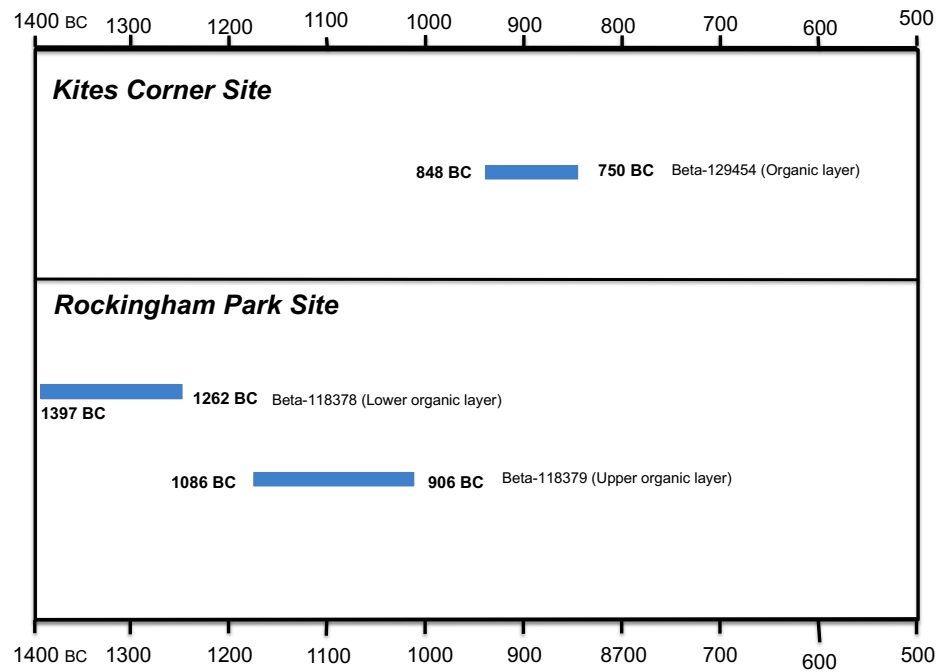 1400 BC 1300 1200 1100 1000 900 800 700 600 500
Kites Corner Site
848 BC 750 BC Beta-129454 (Organic layer)
Rockingham Park Site
1262 BC Beta-118378 (Lower organic layer)
1397 BC
1086 BC 906 BC Beta-118379 (Upper organic layer)
1400 BC 1300 1200 1100 1000 900 8700 700 600 500